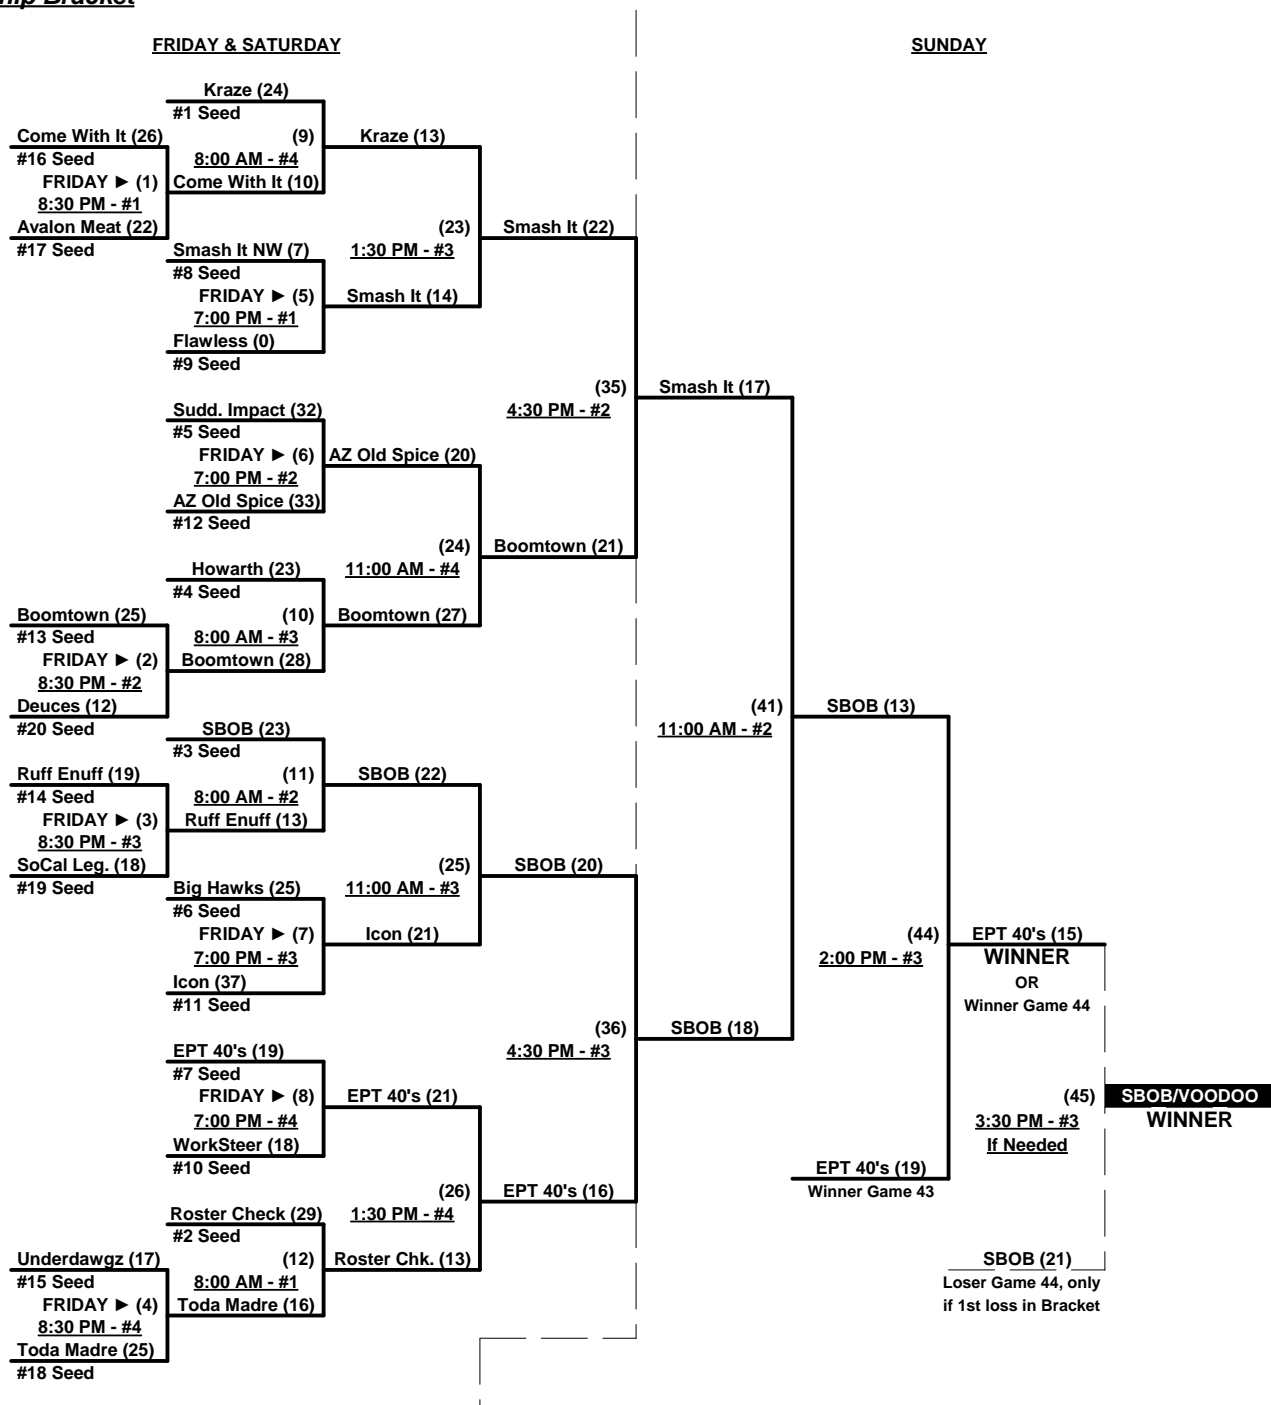 hip Bracket
FRIDAY & SATURDAY
SUNDAY
Kraze (24)
#1 Seed
Come With It (26)
(9)
Kraze (13)
#16 Seed
8:00 AM - #4
FRIDAY ► (1)
Come With It (10)
8:30 PM - #1
Avalon Meat (22)
(23)
Smash It (22)
#17 Seed
Smash It NW (7)
1:30 PM - #3
#8 Seed
FRIDAY ► (5)
Smash It (14)
7:00 PM - #1
Flawless (0)
#9 Seed
(35)
Smash It (17)
Sudd. Impact (32)
4:30 PM - #2
#5 Seed
FRIDAY ► (6)
AZ Old Spice (20)
7:00 PM - #2
AZ Old Spice (33)
#12 Seed
(24)
Boomtown (21)
Howarth (23)
11:00 AM - #4
#4 Seed
Boomtown (25)
(10)
Boomtown (27)
#13 Seed
8:00 AM - #3
FRIDAY ► (2)
Boomtown (28)
8:30 PM - #2
Deuces (12)
(41)
SBOB (13)
#20 Seed
SBOB (23)
11:00 AM - #2
#3 Seed
Ruff Enuff (19)
(11)
SBOB (22)
#14 Seed
8:00 AM - #2
FRIDAY ► (3)
Ruff Enuff (13)
8:30 PM - #3
SoCal Leg. (18)
(25)
SBOB (20)
#19 Seed
Big Hawks (25)
11:00 AM - #3
#6 Seed
FRIDAY ► (7)
Icon (21)
(44)
EPT 40's (15)
7:00 PM - #3
2:00 PM - #3
WINNER
Icon (37)
OR
#11 Seed
Winner Game 44
(36)
SBOB (18)
EPT 40's (19)
4:30 PM - #3
#7 Seed
FRIDAY ► (8)
EPT 40's (21)
(45)
SBOB/VOODOO
7:00 PM - #4
3:30 PM - #3
WINNER
WorkSteer (18)
If Needed
#10 Seed
EPT 40's (19)
(26)
EPT 40's (16)
Winner Game 43
Roster Check (29)
1:30 PM - #4
#2 Seed
Underdawgz (17)
(12)
Roster Chk. (13)
SBOB (21)
#15 Seed
8:00 AM - #1
Loser Game 44, only
FRIDAY ► (4)
Toda Madre (16)
if 1st loss in Bracket
8:30 PM - #4
Toda Madre (25)
#18 Seed